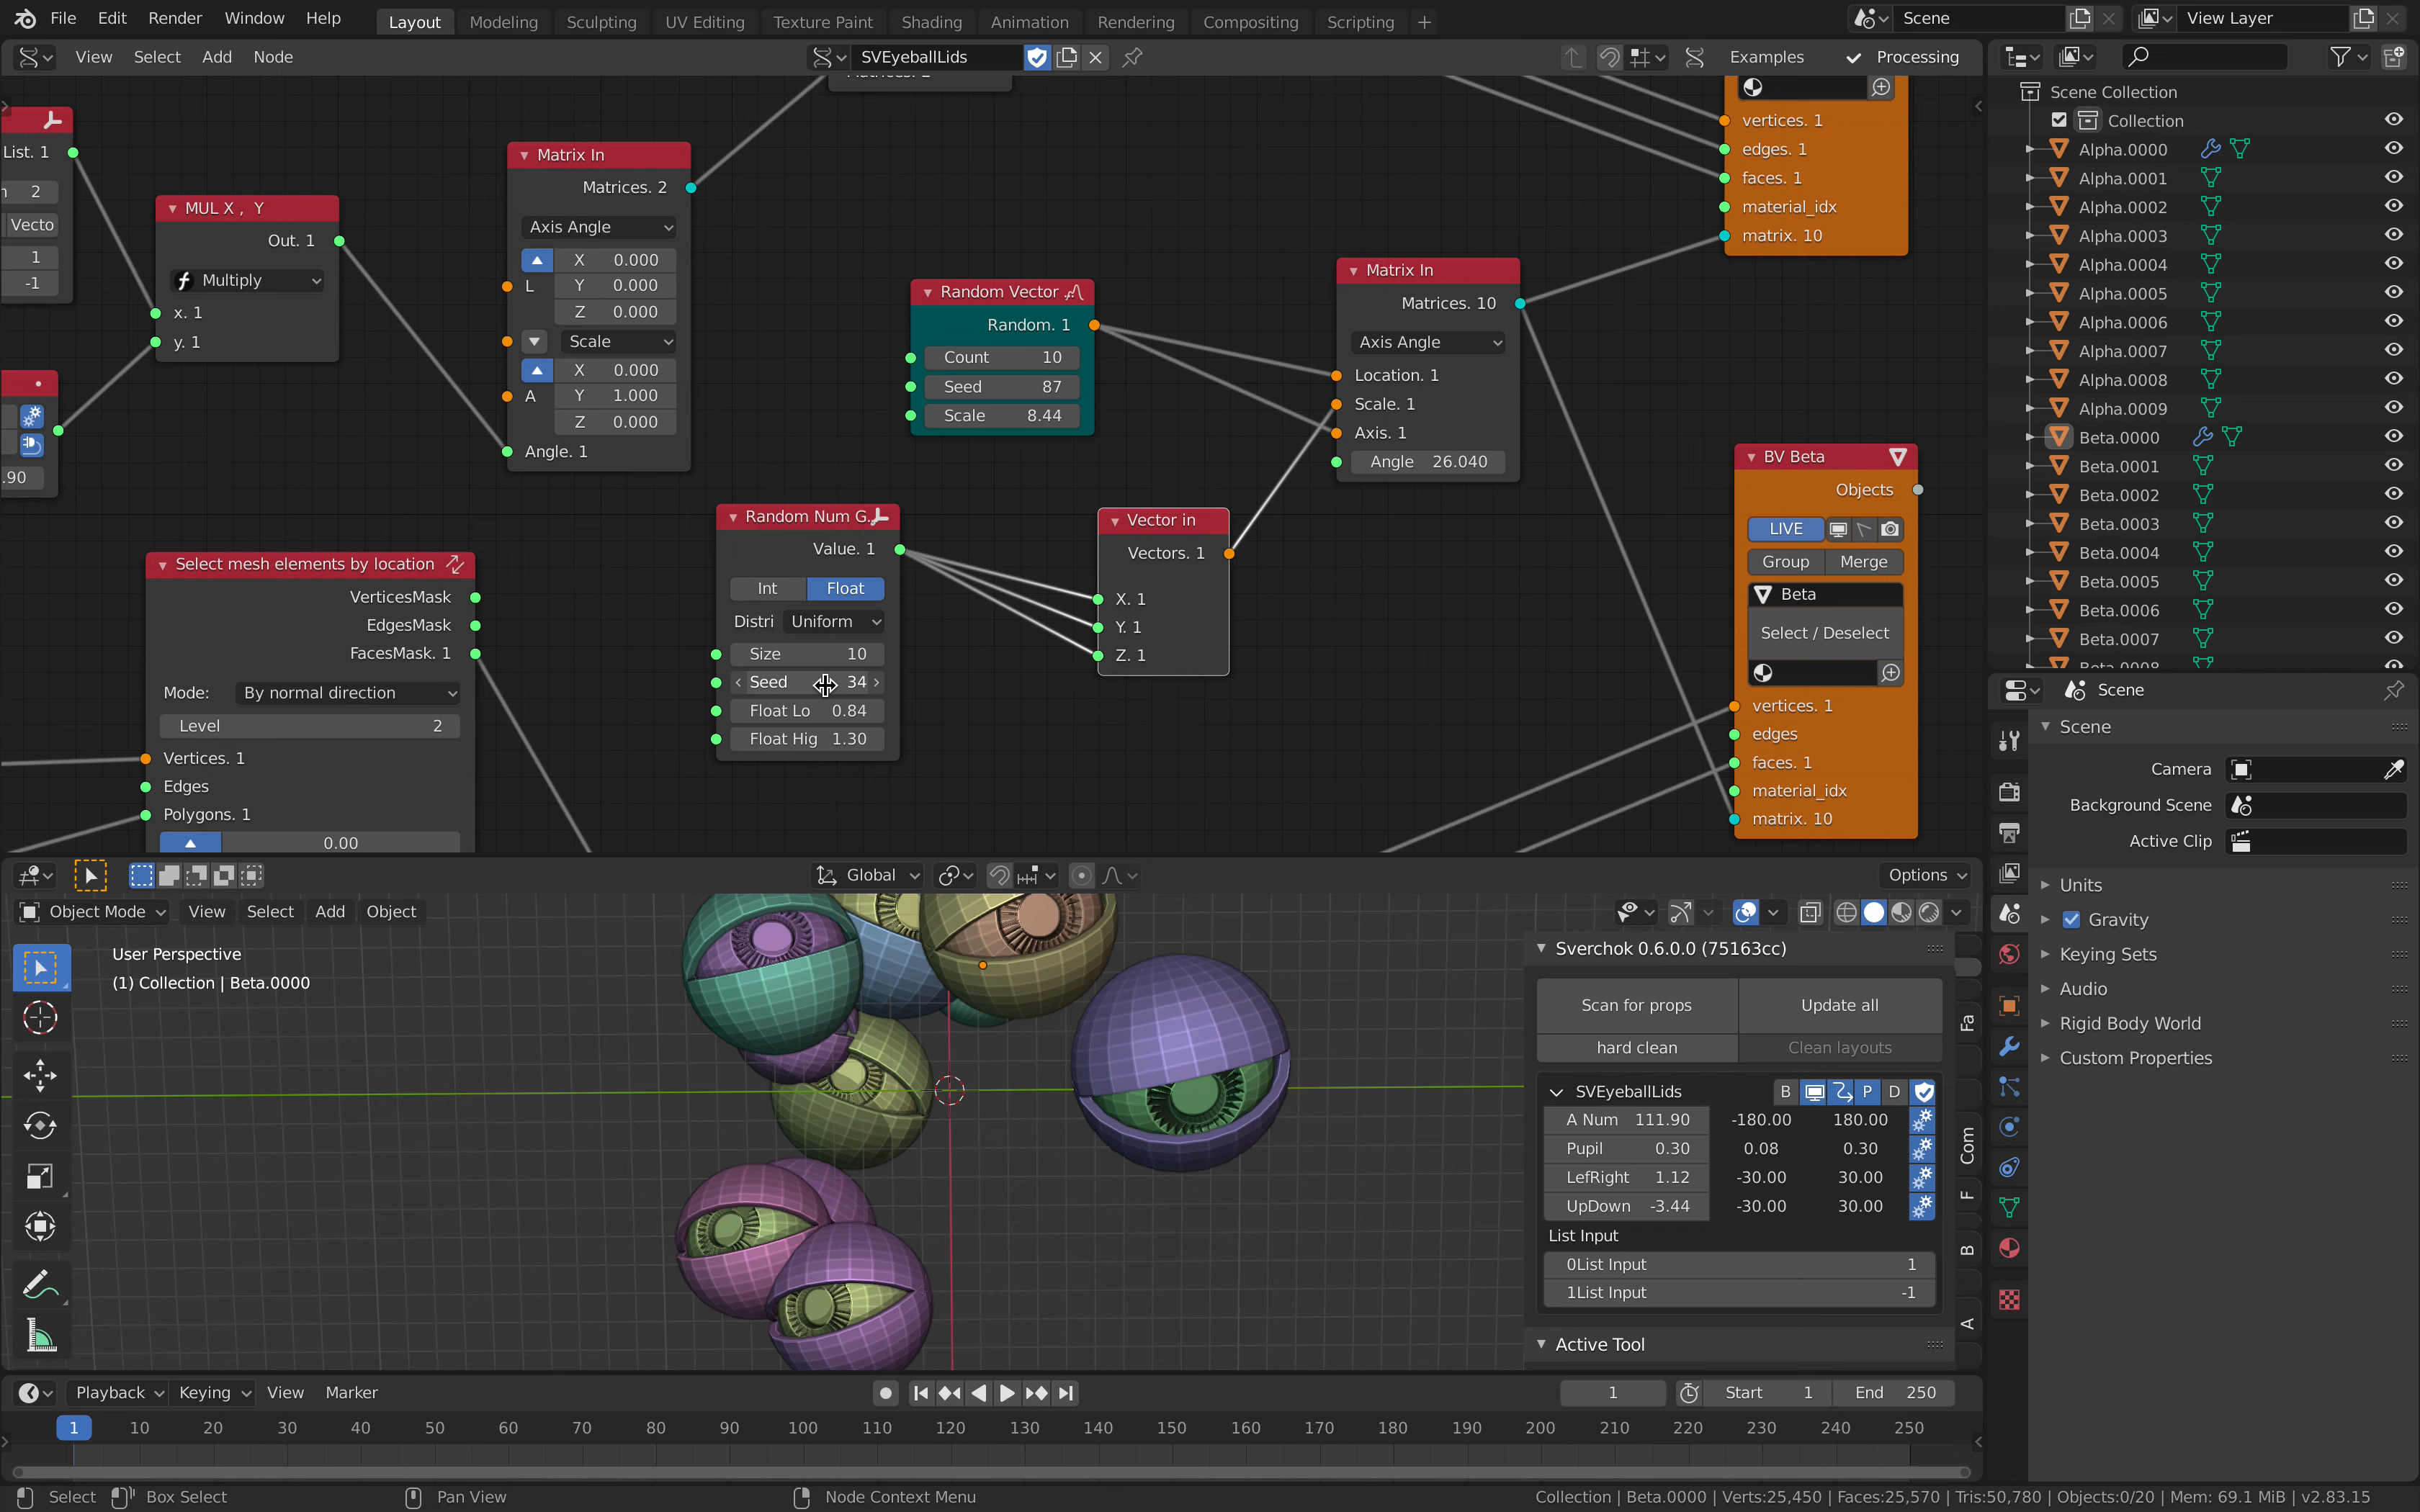 File Edit Render Window Help Layout Modeling Sculpting UV Editing Texture Paint Shading Animation Rendering Compositing Scripting + Scene View Layer
View Select Add Node SVEyeballLids Examples Processing
List. 1
2
Vecto
1
-1
.90
MUL X , Y
Out. 1
Multiply
x. 1
y. 1
Matrix In
Matrices. 2
Axis Angle
X 0.000
L Y 0.000
Z 0.000
Scale
X 0.000
A Y 1.000
Z 0.000
Angle. 1
Random Vector
Random. 1
Count 10
Seed 87
Scale 8.44
Matrix In
Matrices. 10
Axis Angle
Location. 1
Scale. 1
Axis. 1
Angle 26.040
vertices. 1
edges. 1
faces. 1
material_idx
matrix. 10
Select mesh elements by location
VerticesMask
EdgesMask
FacesMask. 1
Mode: By normal direction
Level 2
Vertices. 1
Edges
Polygons. 1
0.00
Random Num G.
Value. 1
Int Float
Distri Uniform
Size 10
Seed 34
Float Lo 0.84
Float Hig 1.30
Vector in
Vectors. 1
X. 1
Y. 1
Z. 1
BV Beta
Objects
LIVE
Group Merge
Beta
Select / Deselect
vertices. 1
edges
faces. 1
material_idx
matrix. 10
Scene Collection
Collection
Alpha.0000
Alpha.0001
Alpha.0002
Alpha.0003
Alpha.0004
Alpha.0005
Alpha.0006
Alpha.0007
Alpha.0008
Alpha.0009
Beta.0000
Beta.0001
Beta.0002
Beta.0003
Beta.0004
Beta.0005
Beta.0006
Beta.0007
Scene
Scene
Camera
Background Scene
Active Clip
Units
Gravity
Keying Sets
Audio
Rigid Body World
Custom Properties
Global Options
Object Mode View Select Add Object
User Perspective
(1) Collection | Beta.0000
Sverchok 0.6.0.0 (75163cc)
Scan for props Update all
hard clean Clean layouts
SVEyeballLids B P D
A Num 111.90 -180.00 180.00
Pupil 0.30 0.08 0.30
LefRigh 1.12 -30.00 30.00
UpDown -3.44 -30.00 30.00
List Input
0List Input 1
1List Input -1
Active Tool
Fa
Com
F
B
A
Playback Keying View Marker 1 Start 1 End 250
1 10 20 30 40 50 60 70 80 90 100 110 120 130 140 150 160 170 180 190 200 210 220 230 240 250
Select Box Select Pan View Node Context Menu Collection | Beta.0000 | Verts:25,450 | Faces:25,570 | Tris:50,780 | Objects:0/20 | Mem: 69.1 MiB | v2.83.15